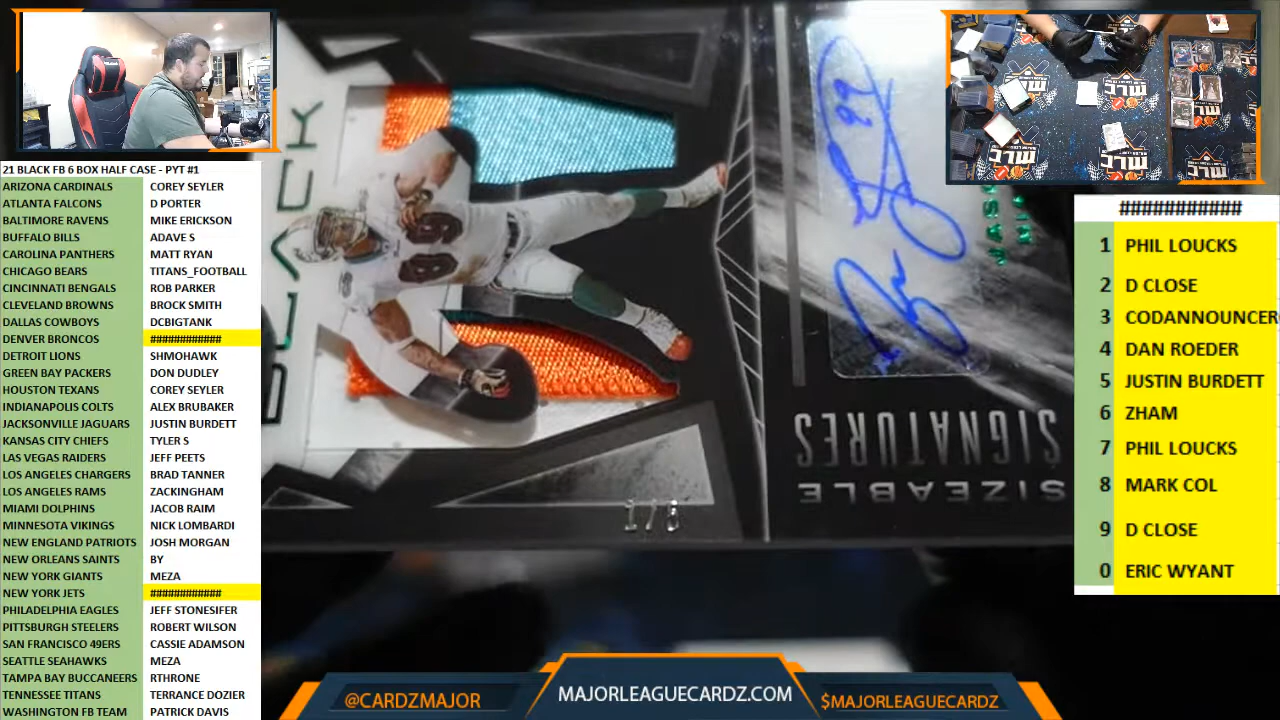 21 BLACK FB 6 BOX HALF CASE - PYT #1
ARIZONA CARDINALS COREY SEYLER
ATLANTA FALCONS D PORTER
BALTIMORE RAVENS MIKE ERICKSON
BUFFALO BILLS ADAVE S
CAROLINA PANTHERS MATT RYAN
CHICAGO BEARS TITANS_FOOTBALL
CINCINNATI BENGALS ROB PARKER
CLEVELAND BROWNS BROCK SMITH
DALLAS COWBOYS DCBIGTANK
DENVER BRONCOS ############
DETROIT LIONS SHMOHAWK
GREEN BAY PACKERS DON DUDLEY
HOUSTON TEXANS COREY SEYLER
INDIANAPOLIS COLTS ALEX BRUBAKER
JACKSONVILLE JAGUARS JUSTIN BURDETT
KANSAS CITY CHIEFS TYLER S
LAS VEGAS RAIDERS JEFF PEETS
LOS ANGELES CHARGERS BRAD TANNER
LOS ANGELES RAMS ZACKINGHAM
MIAMI DOLPHINS JACOB RAIM
MINNESOTA VIKINGS NICK LOMBARDI
NEW ENGLAND PATRIOTS JOSH MORGAN
NEW ORLEANS SAINTS BY
NEW YORK GIANTS MEZA
NEW YORK JETS ############
PHILADELPHIA EAGLES JEFF STONESIFER
PITTSBURGH STEELERS ROBERT WILSON
SAN FRANCISCO 49ERS CASSIE ADAMSON
SEATTLE SEAHAWKS MEZA
TAMPA BAY BUCCANEERS RTHRONE
TENNESSEE TITANS TERRANCE DOZIER
WASHINGTON FB TEAM PATRICK DAVIS
BLACK
99
SIZEABLE
SIGNATURES
MLC
MLC
###########
1 PHIL LOUCKS
2 D CLOSE
3 CODANNOUNCER
4 DAN ROEDER
5 JUSTIN BURDETT
6 ZHAM
7 PHIL LOUCKS
8 MARK COL
9 D CLOSE
0 ERIC WYANT
@CARDZMAJOR
MAJORLEAGUECARDZ.COM
$MAJORLEAGUECARDZ